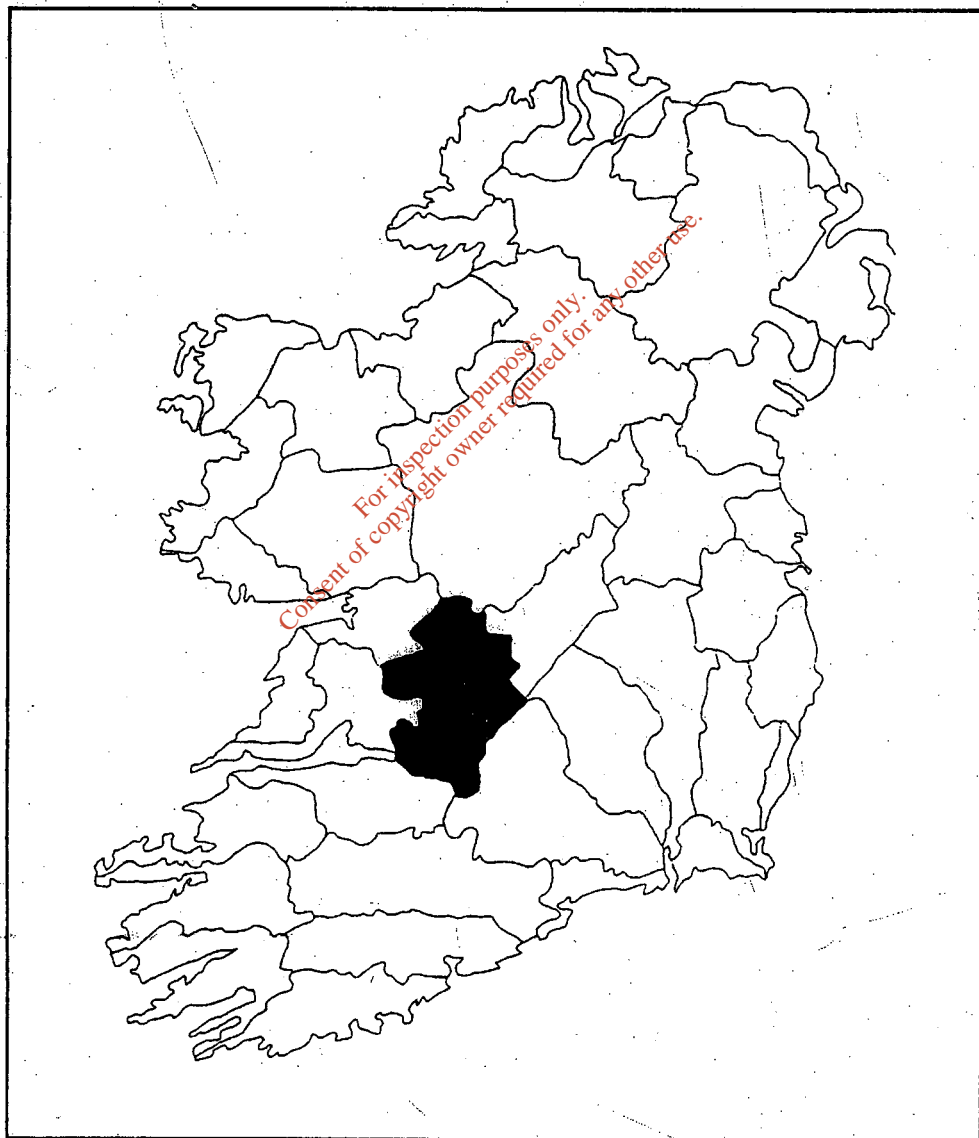 For inspection purposes only.
Consent of copyright owner required for any other use.